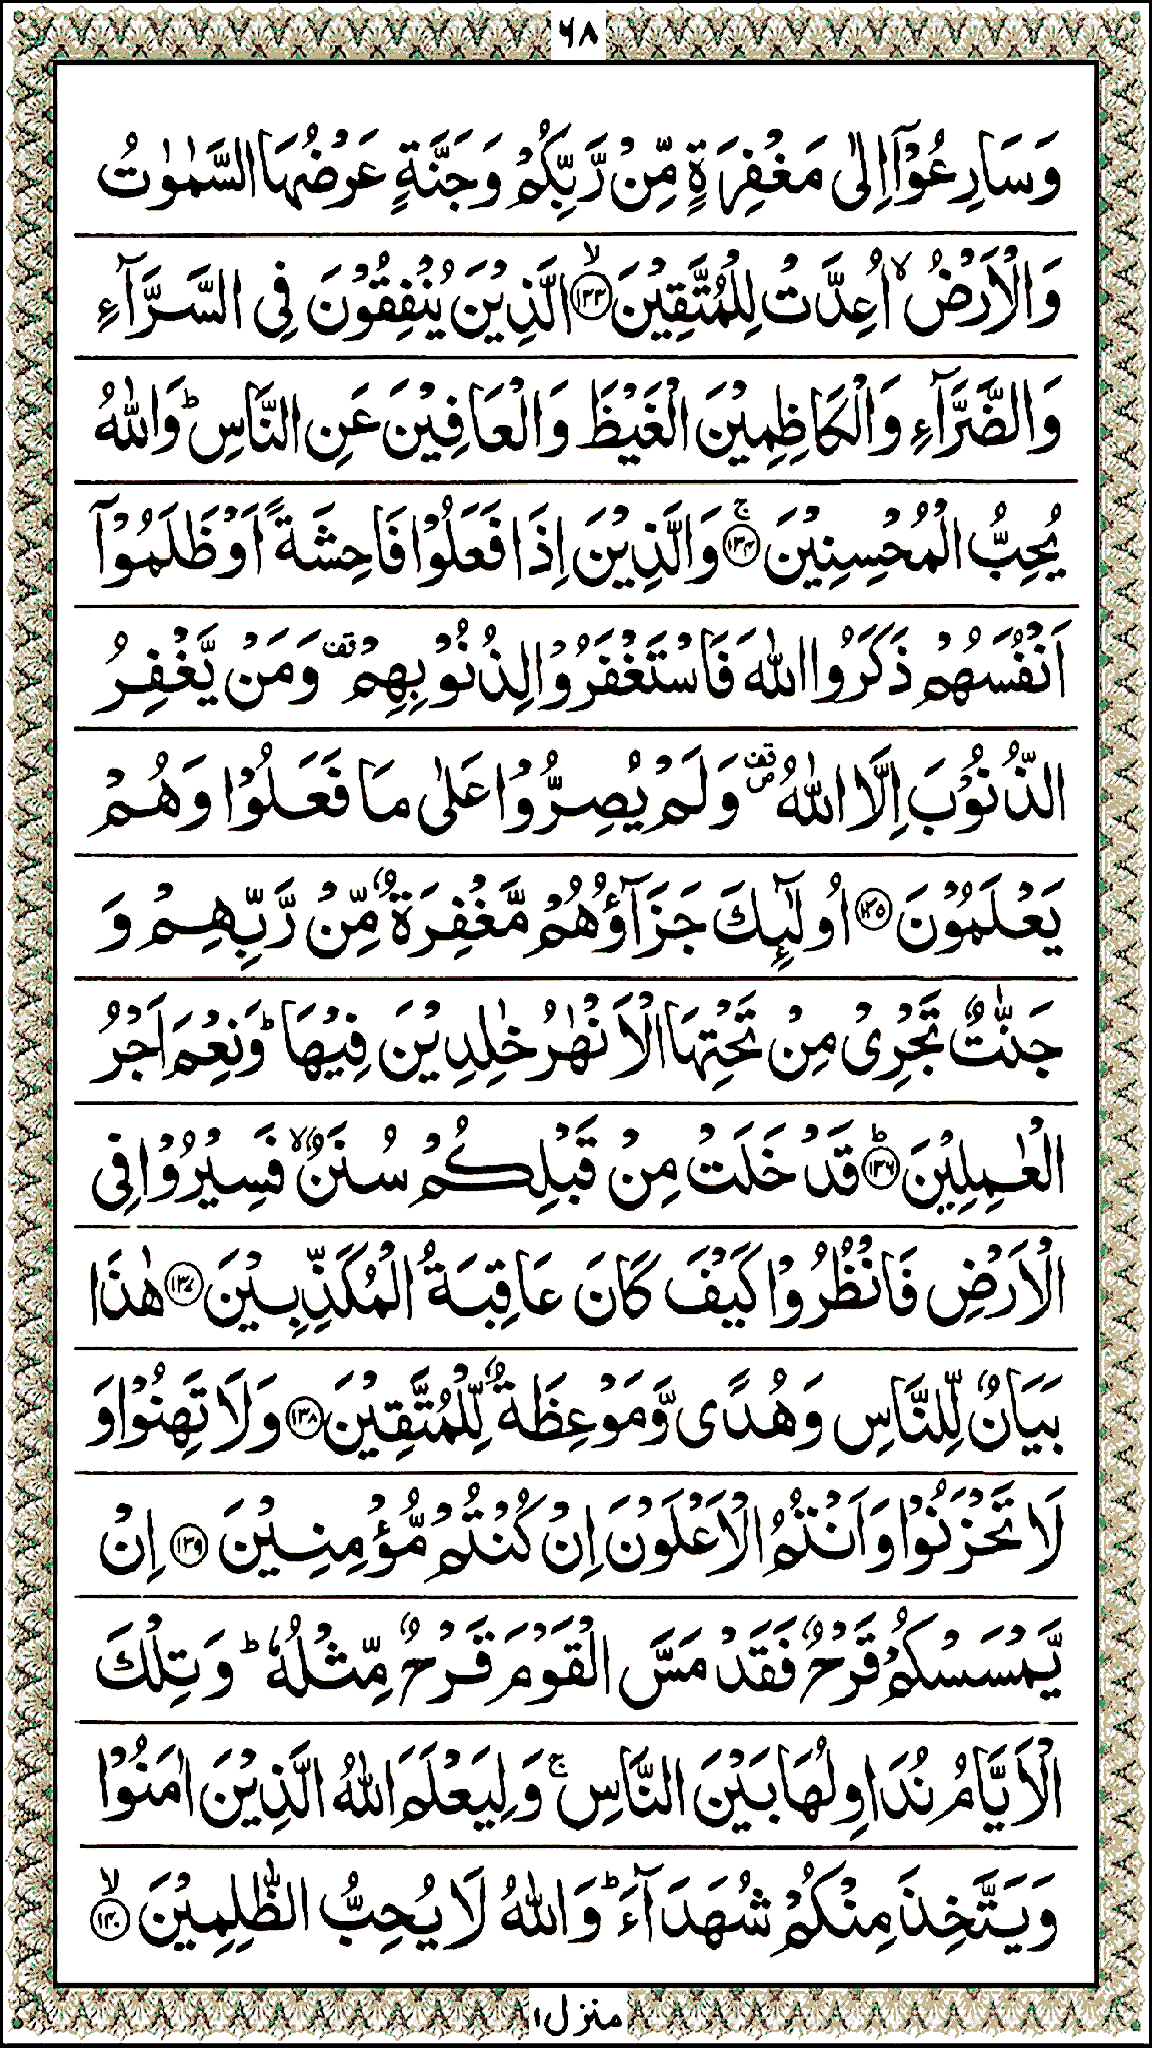 ٦٨
وَسَارِعُوْۤا اِلٰى مَغْفِرَةٍ مِّنْ رَّبِّكُمْ وَجَنَّةٍ عَرْضُهَا السَّمٰوٰتُ
وَالْاَرْضُ ۙ اُعِدَّتْ لِلْمُتَّقِيْنَ ۙ﴿۱۳۳﴾ الَّذِيْنَ يُنْفِقُوْنَ فِى السَّرَّآءِ
وَالضَّرَّآءِ وَالْكَاظِمِيْنَ الْغَيْظَ وَالْعَافِيْنَ عَنِ النَّاسِ ؕ وَاللّٰهُ
يُحِبُّ الْمُحْسِنِيْنَ ۚ﴿۱۳۴﴾ وَالَّذِيْنَ اِذَا فَعَلُوْا فَاحِشَةً اَوْ ظَلَمُوْۤا
اَنْفُسَهُمْ ذَكَرُوا اللّٰهَ فَاسْتَغْفَرُوْا لِذُنُوْبِهِمْ قف وَمَنْ يَّغْفِرُ
الذُّنُوْبَ اِلَّا اللّٰهُ قف ص وَلَمْ يُصِرُّوْا عَلٰى مَا فَعَلُوْا وَهُمْ
يَعْلَمُوْنَ ﴿۱۳۵﴾ اُولٰٓئِكَ جَزَآؤُهُمْ مَّغْفِرَةٌ مِّنْ رَّبِّهِمْ وَ
جَنّٰتٌ تَجْرِىْ مِنْ تَحْتِهَا الْاَنْهٰرُ خٰلِدِيْنَ فِيْهَا ؕ وَنِعْمَ اَجْرُ
الْعٰمِلِيْنَ ؕ﴿۱۳۶﴾ قَدْ خَلَتْ مِنْ قَبْلِكُمْ سُنَنٌ ۙ فَسِيْرُوْا فِى
الْاَرْضِ فَانْظُرُوْا كَيْفَ كَانَ عَاقِبَةُ الْمُكَذِّبِيْنَ ﴿۱۳۷﴾ هٰذَا
بَيَانٌ لِّلنَّاسِ وَهُدًى وَّمَوْعِظَةٌ لِّلْمُتَّقِيْنَ ﴿۱۳۸﴾ وَلَا تَهِنُوْا وَ
لَا تَحْزَنُوْا وَاَنْتُمُ الْاَعْلَوْنَ اِنْ كُنْتُمْ مُّؤْمِنِيْنَ ﴿۱۳۹﴾ اِنْ
يَّمْسَسْكُمْ قَرْحٌ فَقَدْ مَسَّ الْقَوْمَ قَرْحٌ مِّثْلُهٗ ؕ وَتِلْكَ
الْاَيَّامُ نُدَاوِلُهَا بَيْنَ النَّاسِ ۚ وَلِيَعْلَمَ اللّٰهُ الَّذِيْنَ اٰمَنُوْا
وَيَتَّخِذَ مِنْكُمْ شُهَدَآءَ ؕ وَاللّٰهُ لَا يُحِبُّ الظّٰلِمِيْنَ ۙ﴿۱۴۰﴾
منزل ۱